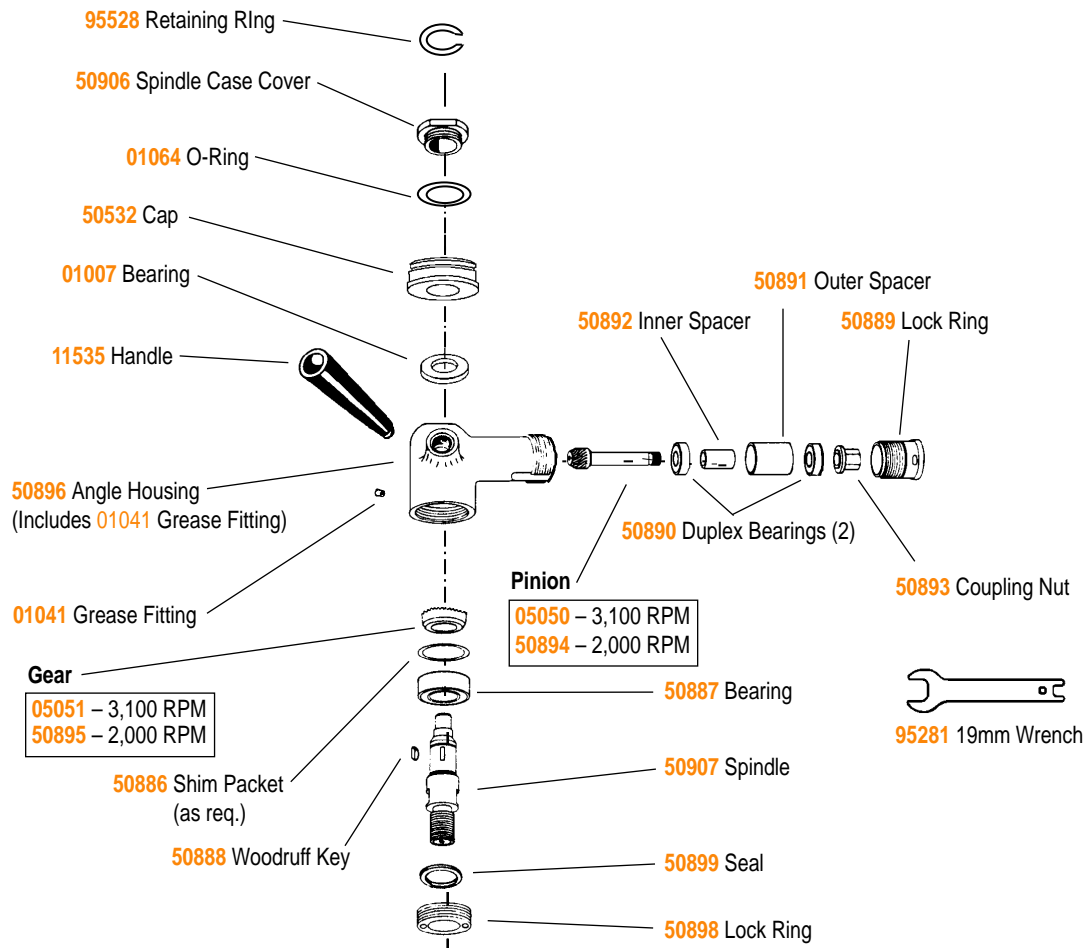 95528 Retaining RIng
50906 Spindle Case Cover
01064 O-Ring
50532 Cap
01007 Bearing
11535 Handle
50891 Outer Spacer
50892 Inner Spacer
50889 Lock Ring
50896 Angle Housing
(Includes 01041 Grease Fitting)
50890 Duplex Bearings (2)
50893 Coupling Nut
Pinion
05050 – 3,100 RPM
50894 – 2,000 RPM
01041 Grease Fitting
Gear
05051 – 3,100 RPM
50895 – 2,000 RPM
50887 Bearing
95281 19mm Wrench
50886 Shim Packet
(as req.)
50907 Spindle
50888 Woodruff Key
50899 Seal
50898 Lock Ring